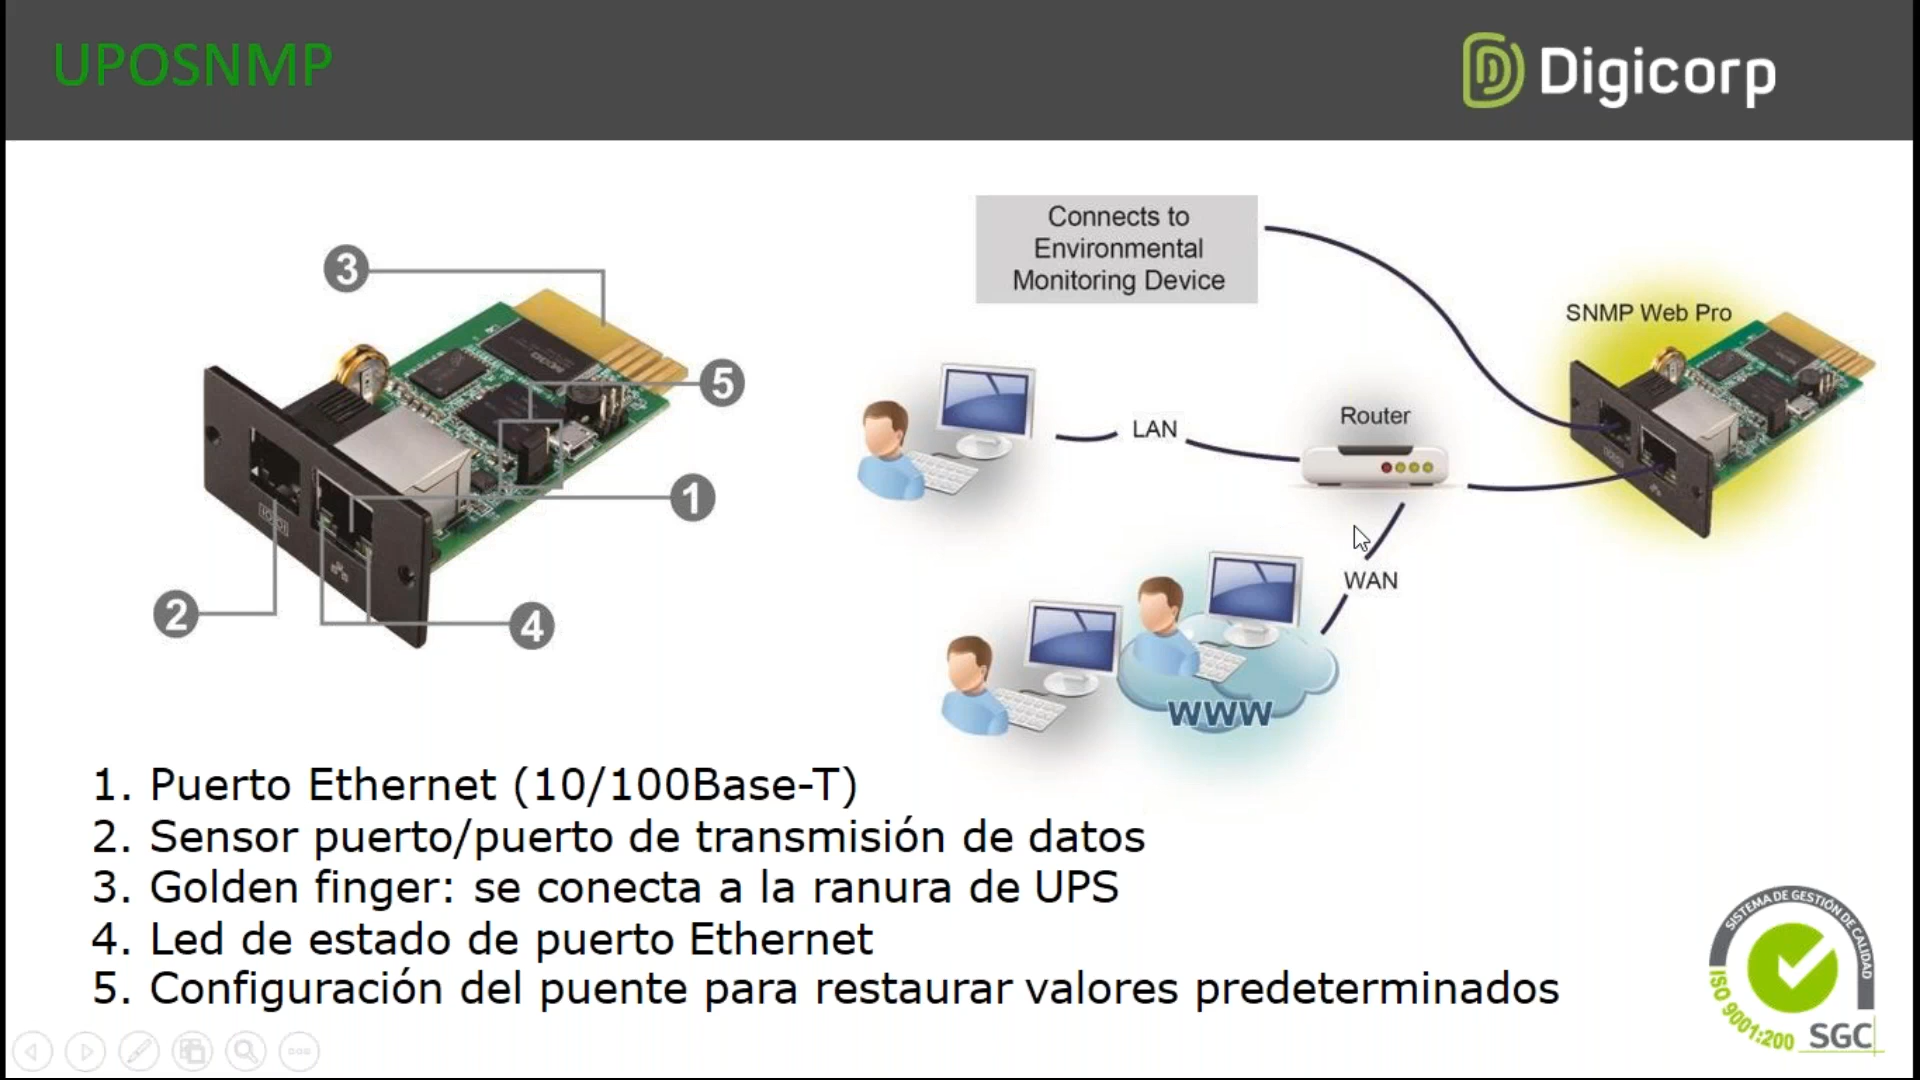 UPOSNMP
Digicorp
Connects to
Environmental
Monitoring Device
SNMP Web Pro
3
5
Router
LAN
1
WAN
2
4
WWW
1. Puerto Ethernet (10/100Base-T)
2. Sensor puerto/puerto de transmisión de datos
3. Golden finger: se conecta a la ranura de UPS
4. Led de estado de puerto Ethernet
5. Configuración del puente para restaurar valores predeterminados
SISTEMA DE GESTIÓN DE CALIDAD
ISO 9001:200
SGC